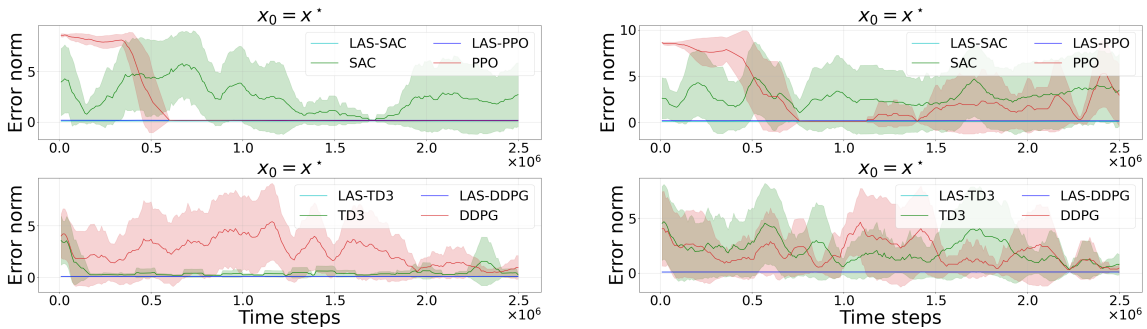 x₀ = x⋆
Error norm
LAS-SAC
LAS-PPO
SAC
PPO
5
0
0.0
0.5
1.0
1.5
2.0
2.5
×10⁶
x₀ = x⋆
Error norm
LAS-SAC
LAS-PPO
SAC
PPO
10
5
0
0.0
0.5
1.0
1.5
2.0
2.5
×10⁶
x₀ = x⋆
Error norm
LAS-TD3
LAS-DDPG
TD3
DDPG
5
0
0.0
0.5
1.0
1.5
2.0
2.5
×10⁶
Time steps
x₀ = x⋆
Error norm
LAS-TD3
LAS-DDPG
TD3
DDPG
5
0
0.0
0.5
1.0
1.5
2.0
2.5
×10⁶
Time steps